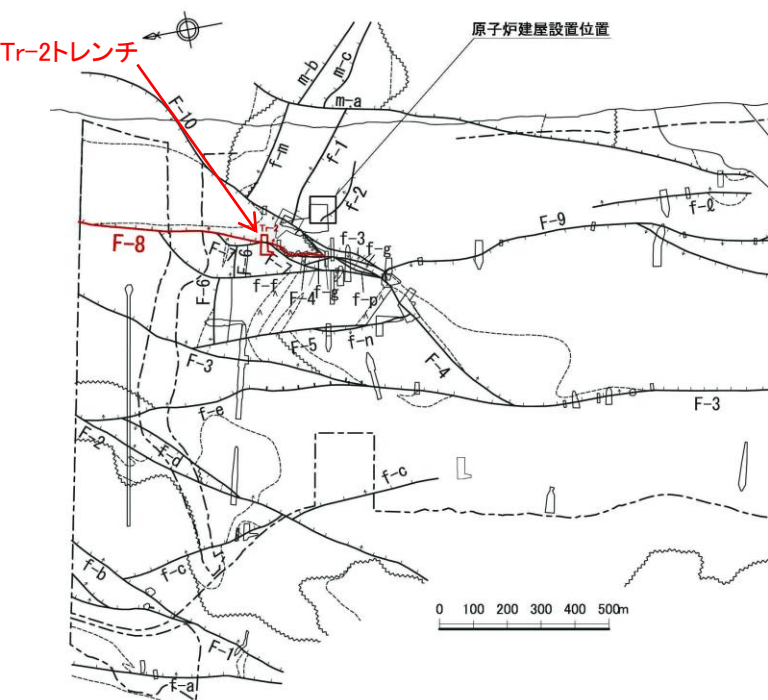 原子炉建屋設置位置
Tr-2トレンチ
m-b
m-c
m-a
F-10
f-m
f-1
f-2
f-ℓ
F-9
Tr-2
F-8
f-3
f-g
F-7
F-6
F-7
f-f
F-4
f-g
f-p
F-6
F-5
f-n
F-3
F-4
f-e
F-3
F-2
f-d
f-c
f-c
f-b
F-1
f-a
0 100 200 300 400 500m